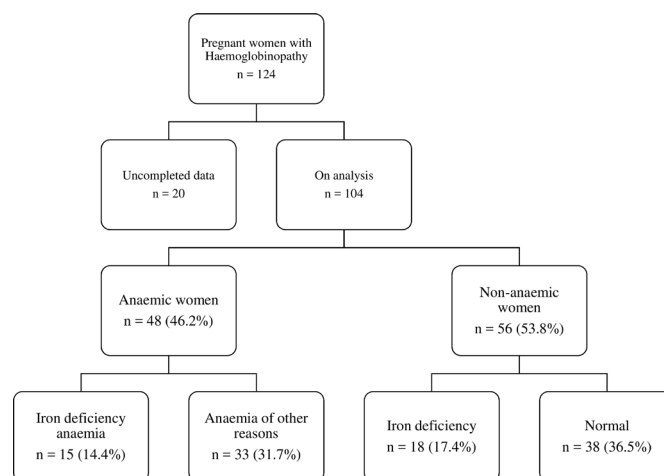 Pregnant women with
Haemoglobinopathy
n = 124
Uncompleted data
n = 20
On analysis
n = 104
Anaemic women
n = 48 (46.2%)
Non-anaemic
women
n = 56 (53.8%)
Iron deficiency
anaemia
n = 15 (14.4%)
Anaemia of other
reasons
n = 33 (31.7%)
Iron deficiency
n = 18 (17.4%)
Normal
n = 38 (36.5%)